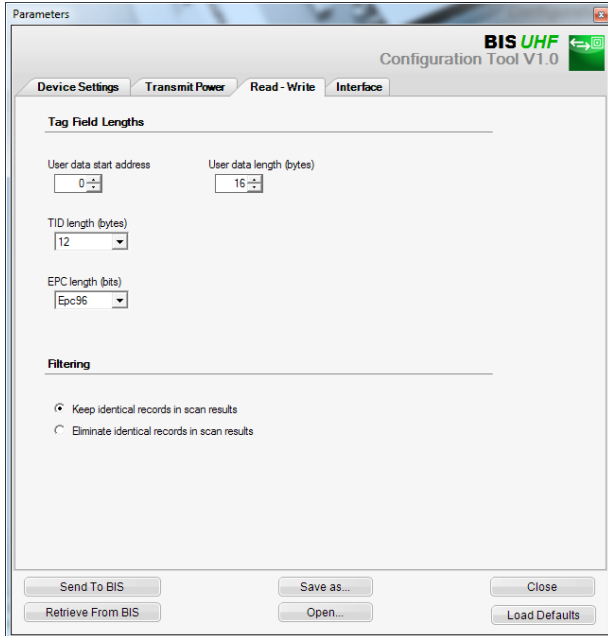 Parameters
BIS UHF
Configuration Tool V1.0
Device Settings Transmit Power Read - Write Interface
Tag Field Lengths
User data start address User data length (bytes)
0 16
TID length (bytes)
12
EPC length (bits)
Epc96
Filtering
Keep identical records in scan results
Eliminate identical records in scan results
Send To BIS Save as... Close
Retrieve From BIS Open... Load Defaults